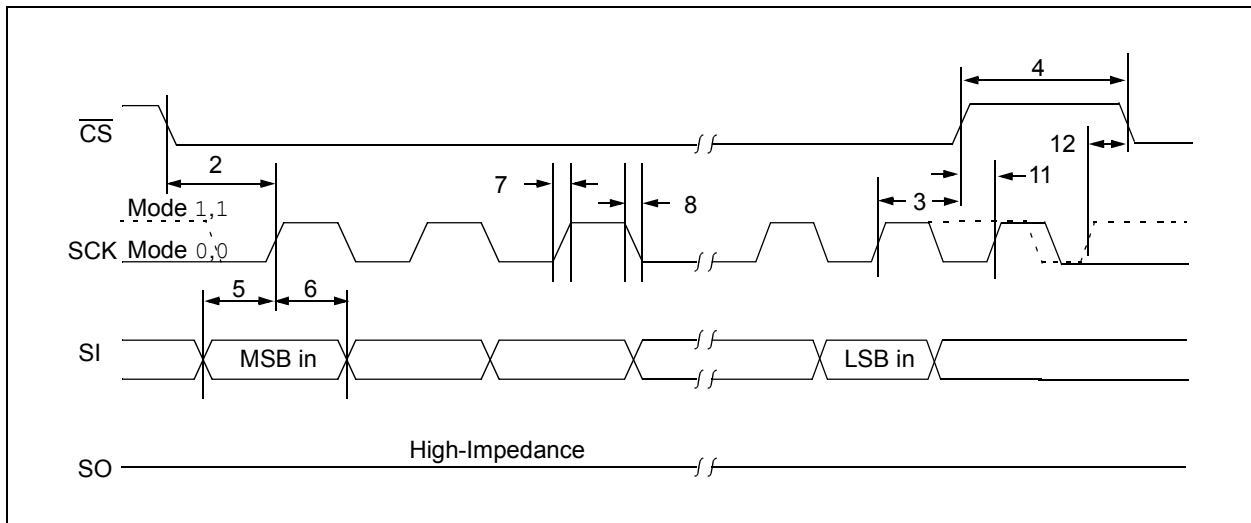 4
CS
12
2
7
11
3
8
Mode 1,1
SCK Mode 0,0
5
6
SI
MSB in
LSB in
High-Impedance
SO